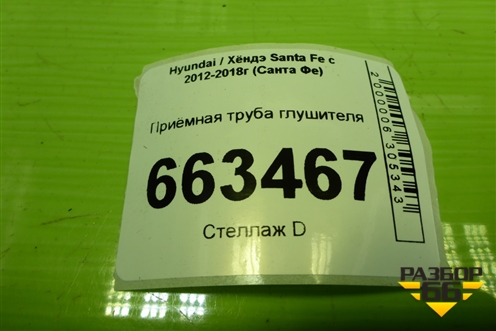 Hyundai / Хёндэ Santa Fe с
2012-2018г (Санта Фе)
Приёмная труба глушителя
663467
Стеллаж D
2000006305343
РАЗБОР
66